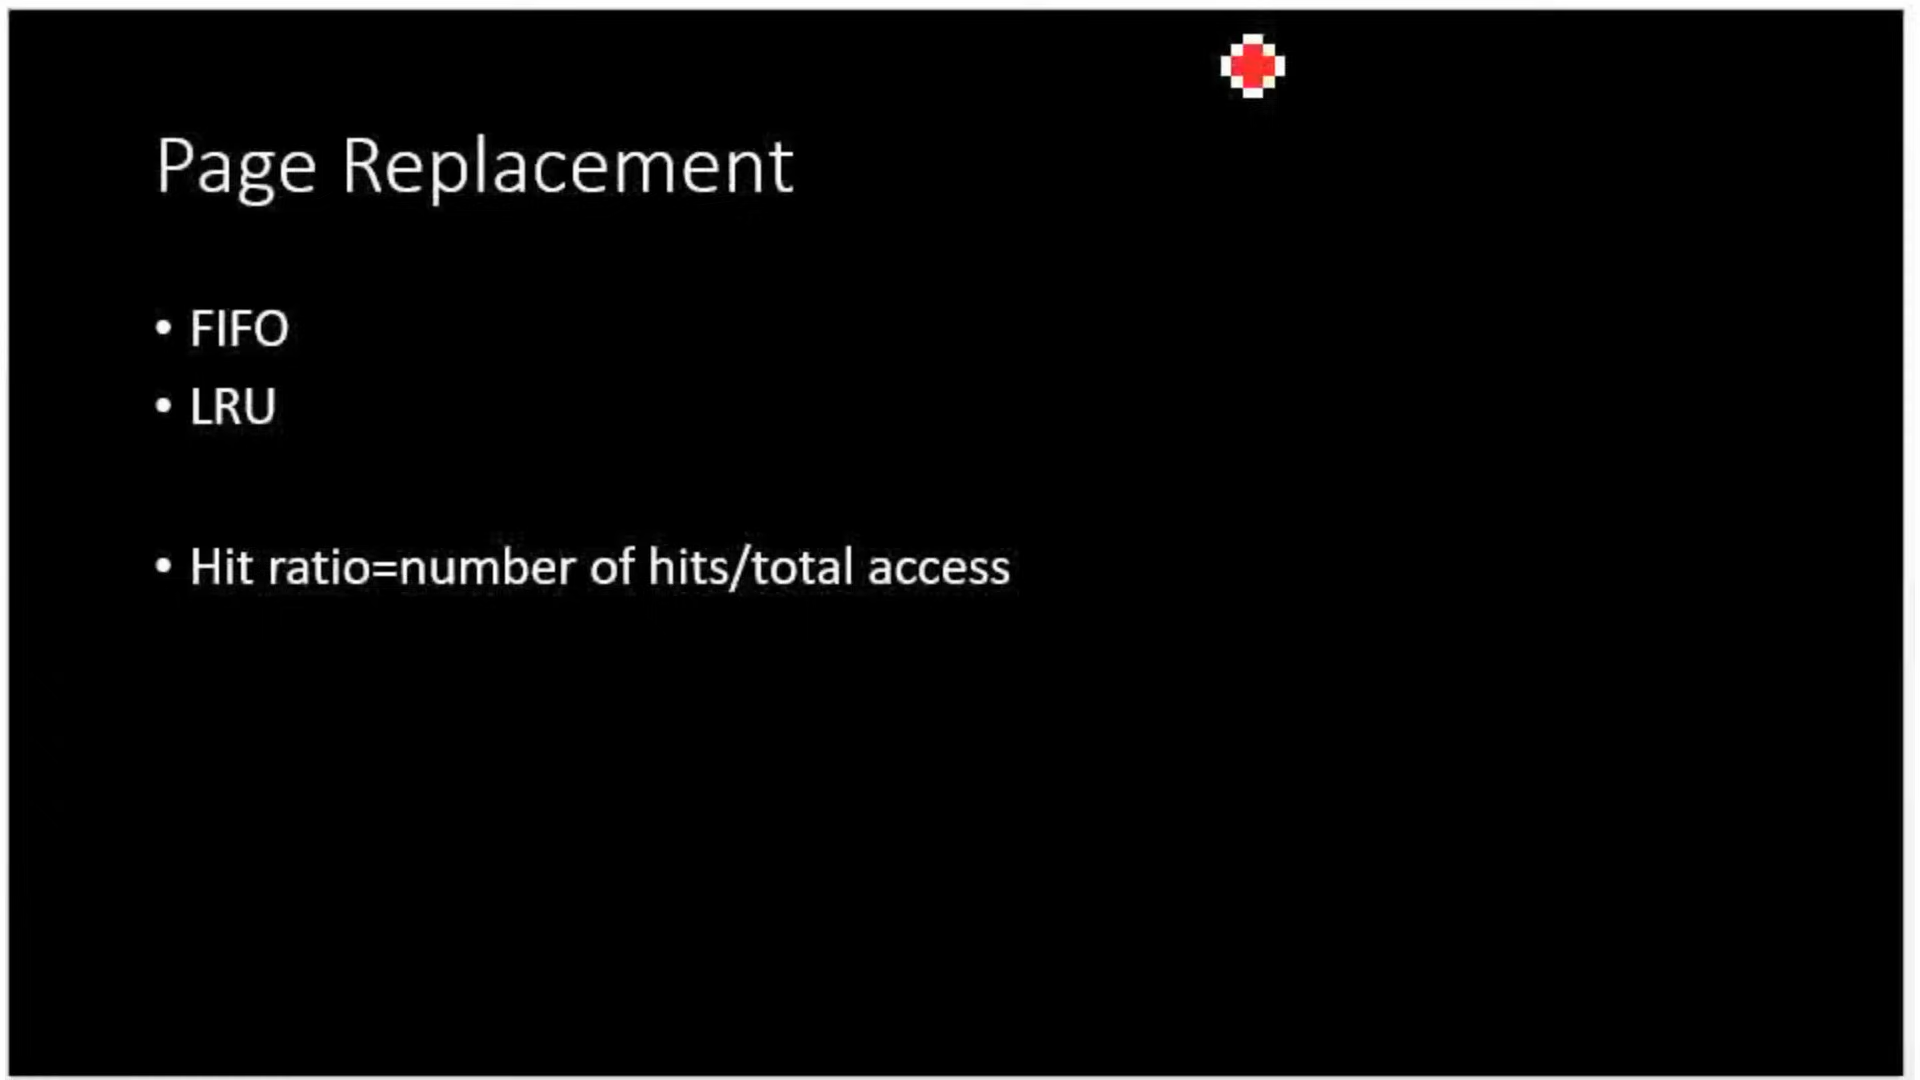 Page Replacement
• FIFO
• LRU
• Hit ratio=number of hits/total access